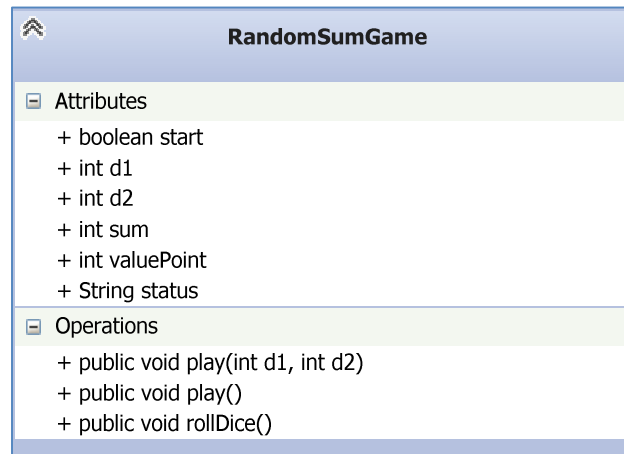 RandomSumGame
Attributes
+ boolean start
+ int d1
+ int d2
+ int sum
+ int valuePoint
+ String status
Operations
+ public void play(int d1, int d2)
+ public void play()
+ public void rollDice()